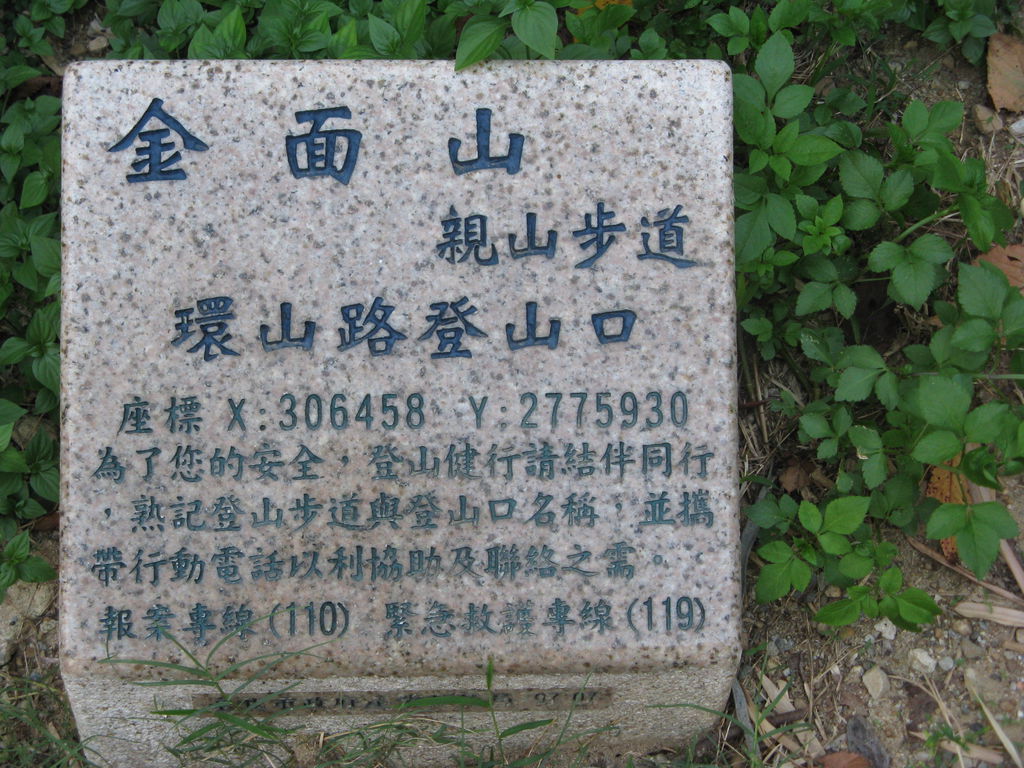 金面山
親山步道
環山路登山口
座標 X:306458 Y:2775930
為了您的安全，登山健行請結伴同行
，熟記登山步道與登山口名稱，並攜
帶行動電話以利協助及聯絡之需。
報案專線(110) 緊急救護專線(119)